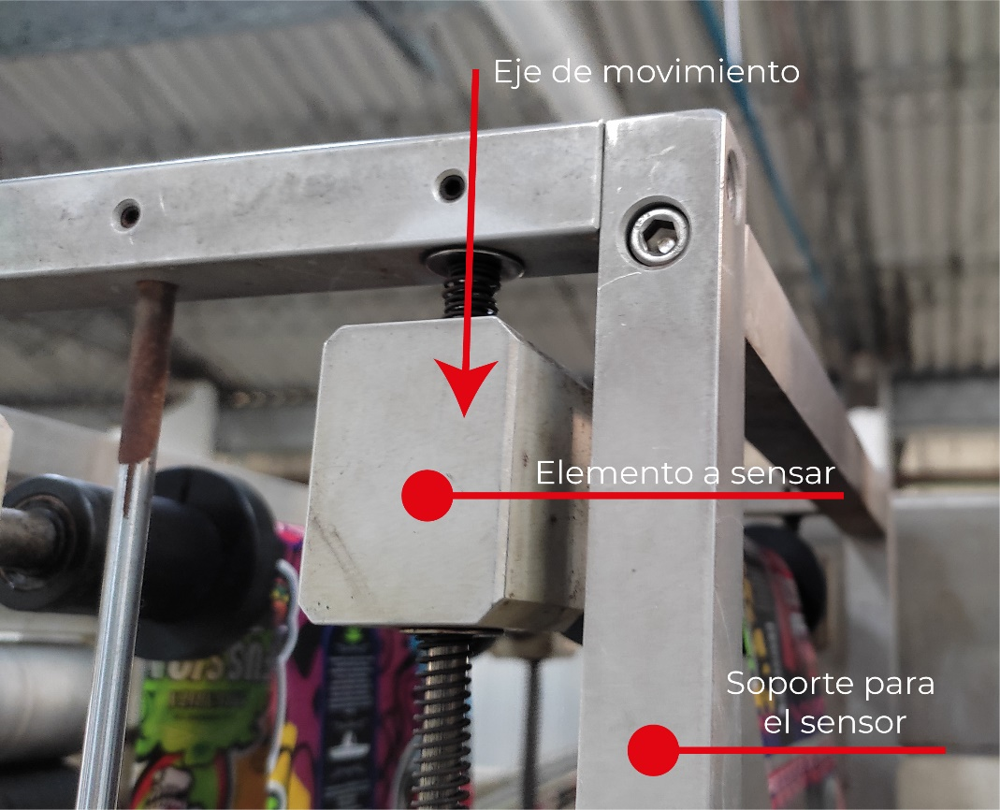 Eje de movimiento
Elemento a sensar
Soporte para
el sensor